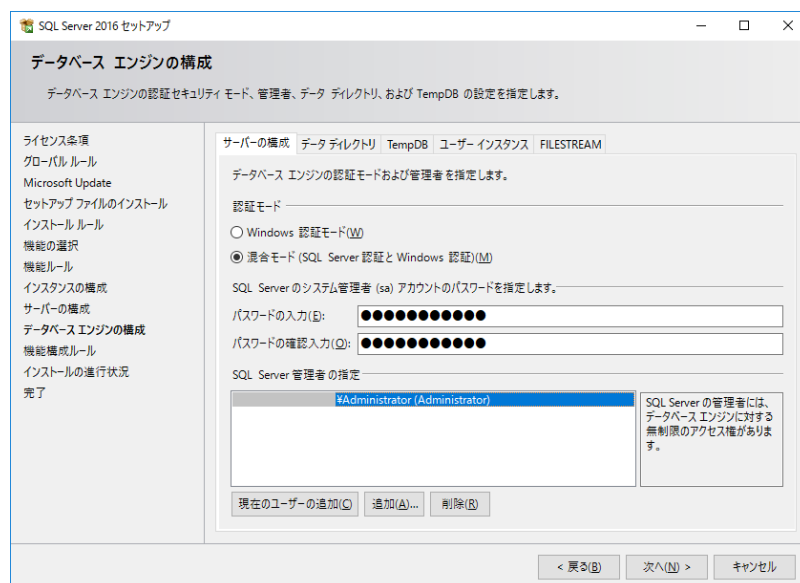 SQL Server 2016 セットアップ
データベース エンジンの構成
データベース エンジンの認証セキュリティ モード、管理者、データ ディレクトリ、および TempDB の設定を指定します。
ライセンス条項
グローバル ルール
Microsoft Update
セットアップ ファイルのインストール
インストール ルール
機能の選択
機能ルール
インスタンスの構成
サーバーの構成
データベース エンジンの構成
機能構成ルール
インストールの進行状況
完了
サーバーの構成 データ ディレクトリ TempDB ユーザー インスタンス FILESTREAM
データベース エンジンの認証モードおよび管理者を指定します。
認証モード
Windows 認証モード(W)
混合モード (SQL Server 認証と Windows 認証)(M)
SQL Server のシステム管理者 (sa) アカウントのパスワードを指定します。
パスワードの入力(E): ●●●●●●●●●●●
パスワードの確認入力(O): ●●●●●●●●●●●
SQL Server 管理者の指定
¥Administrator (Administrator)
SQL Server の管理者には、
データベース エンジンに対する
無制限のアクセス権がありま
す。
現在のユーザーの追加(C) 追加(A)... 削除(R)
< 戻る(B) 次へ(N) > キャンセル